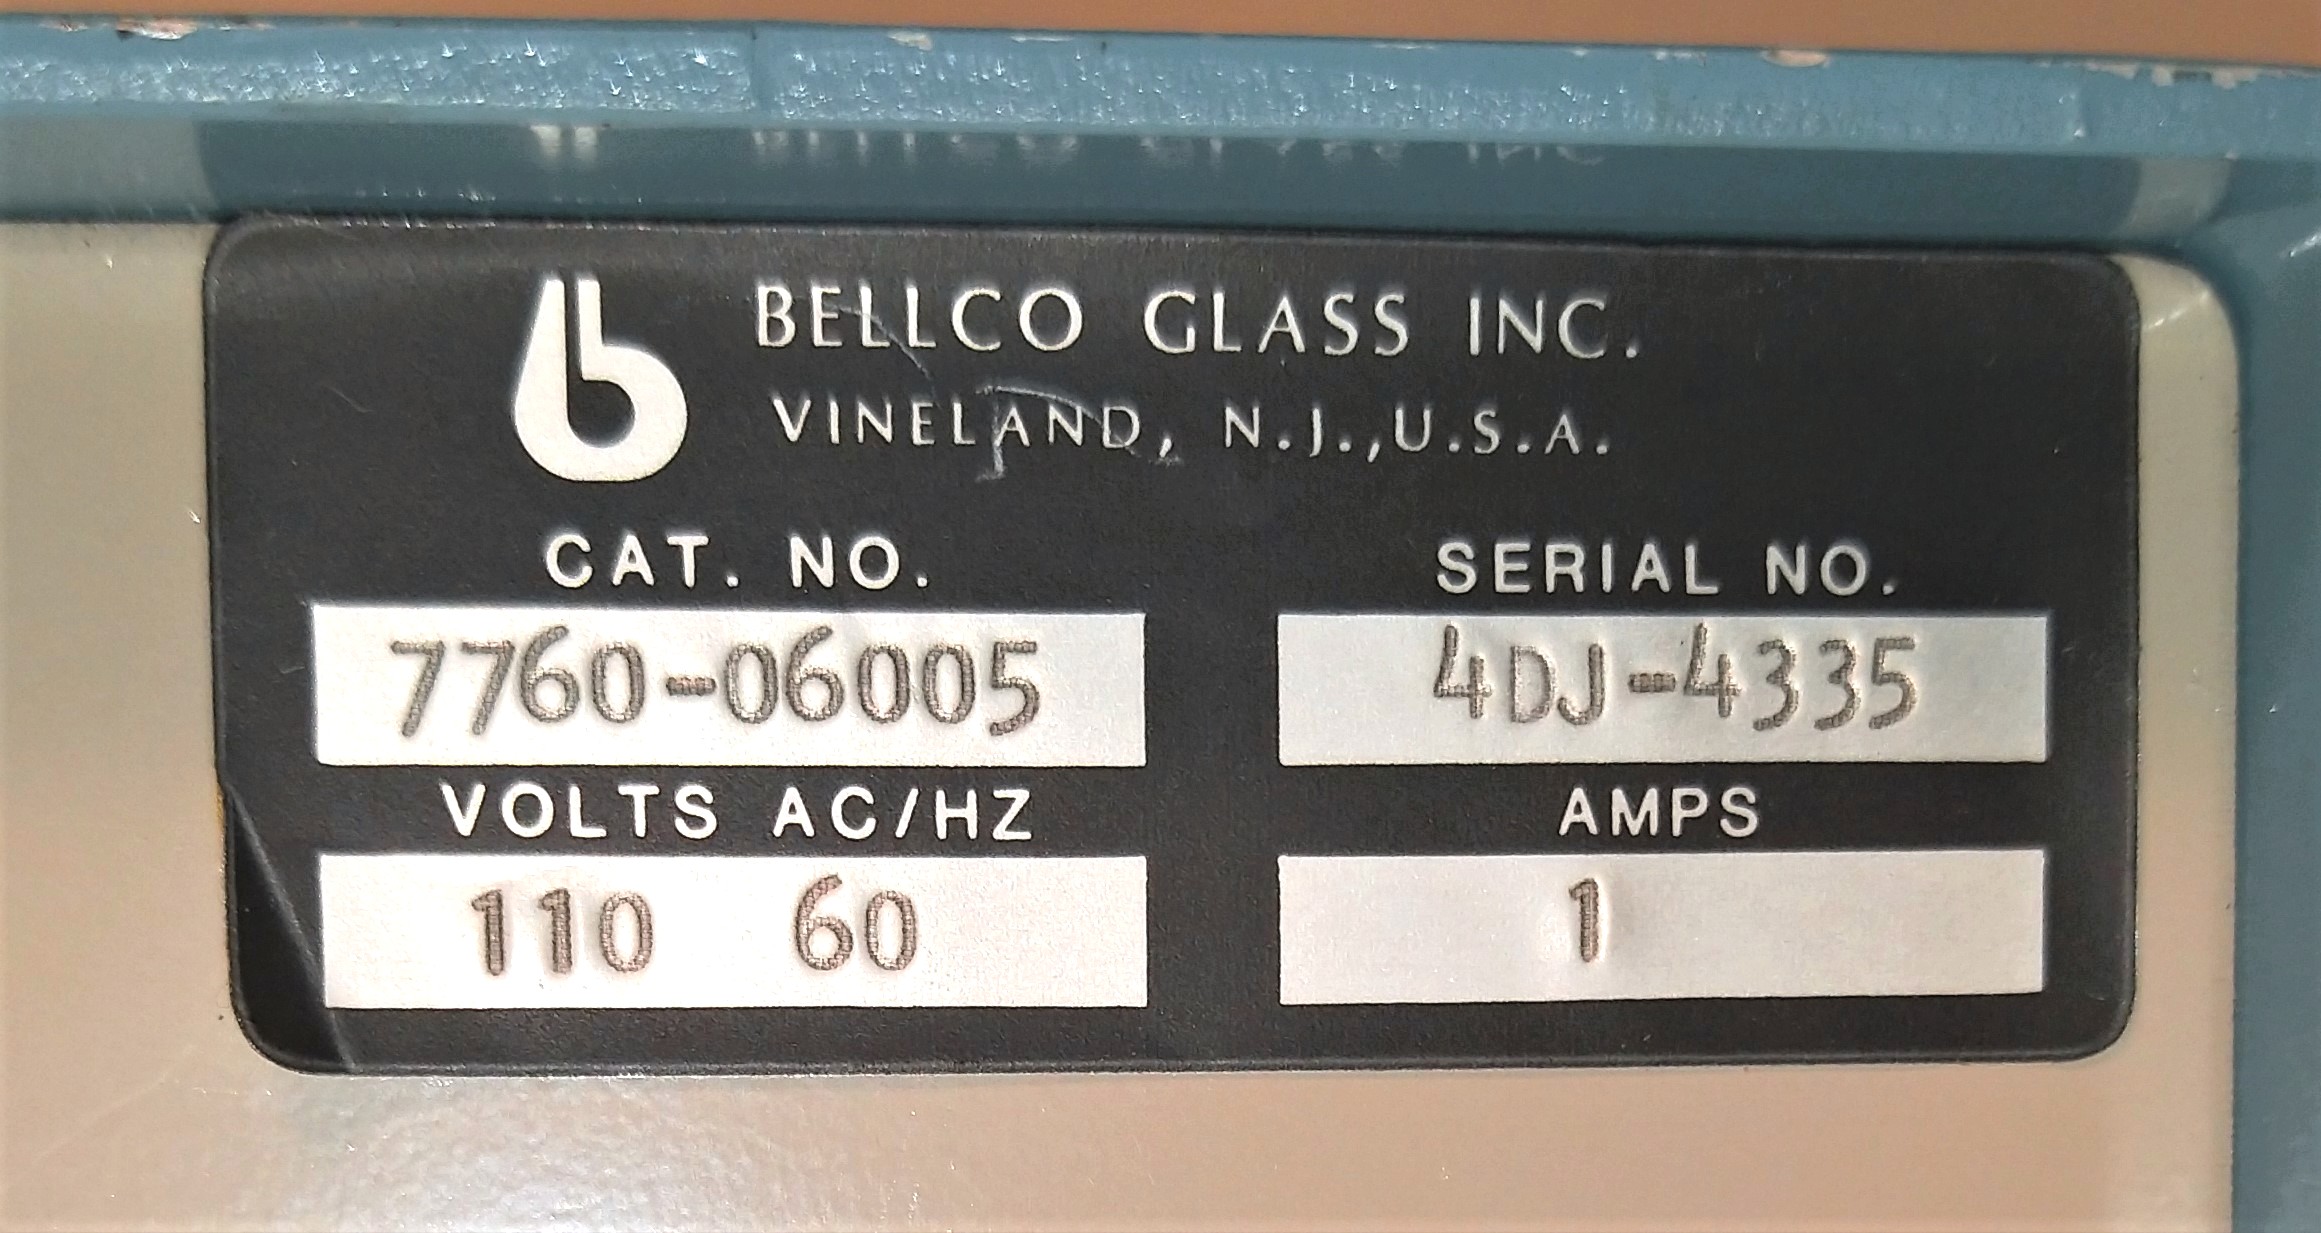 BELLCO GLASS INC.
VINELAND, N.J.,U.S.A.
CAT. NO. SERIAL NO.
7760-06005 4DJ-4335
VOLTS AC/HZ AMPS
110 60 1